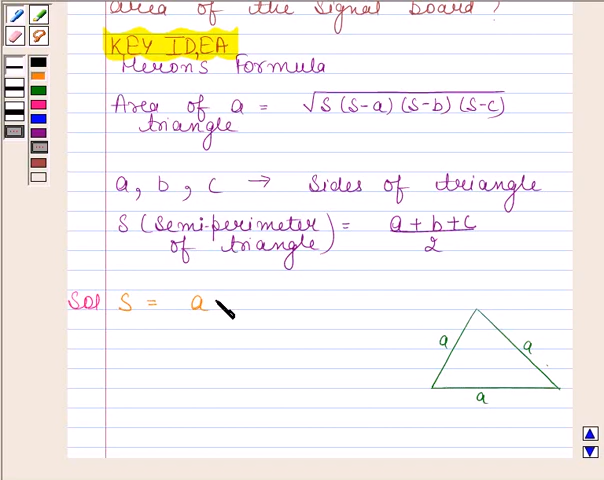 Area of the Signal board?
KEY IDEA
Heron's Formula
Area of a = √S(S-a)(S-b)(S-c)
triangle
a, b, c → Sides of triangle
S (Semi-perimeter = a+b+c
of triangle) 2
Sol S = a
a a
a